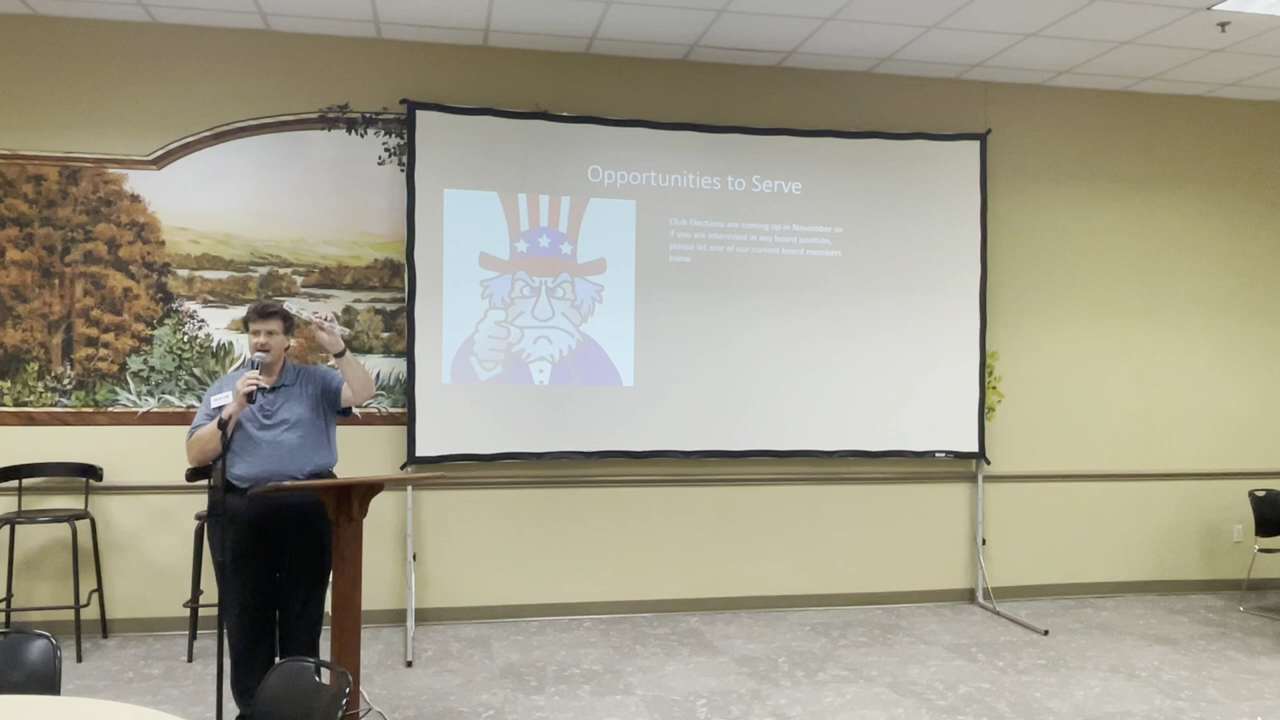 Opportunities to Serve
Club Elections are coming up in November so
if you are interested in any board position,
please let one of our current board members
know.